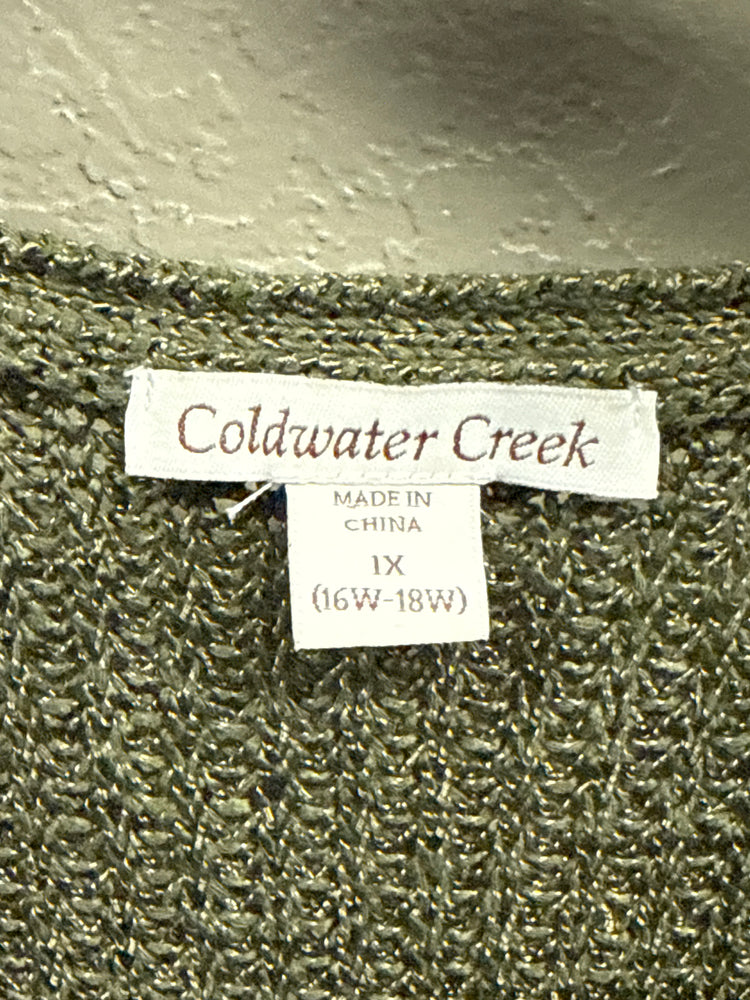 Coldwater Creek
MADE IN
CHINA
1X
(16W-18W)